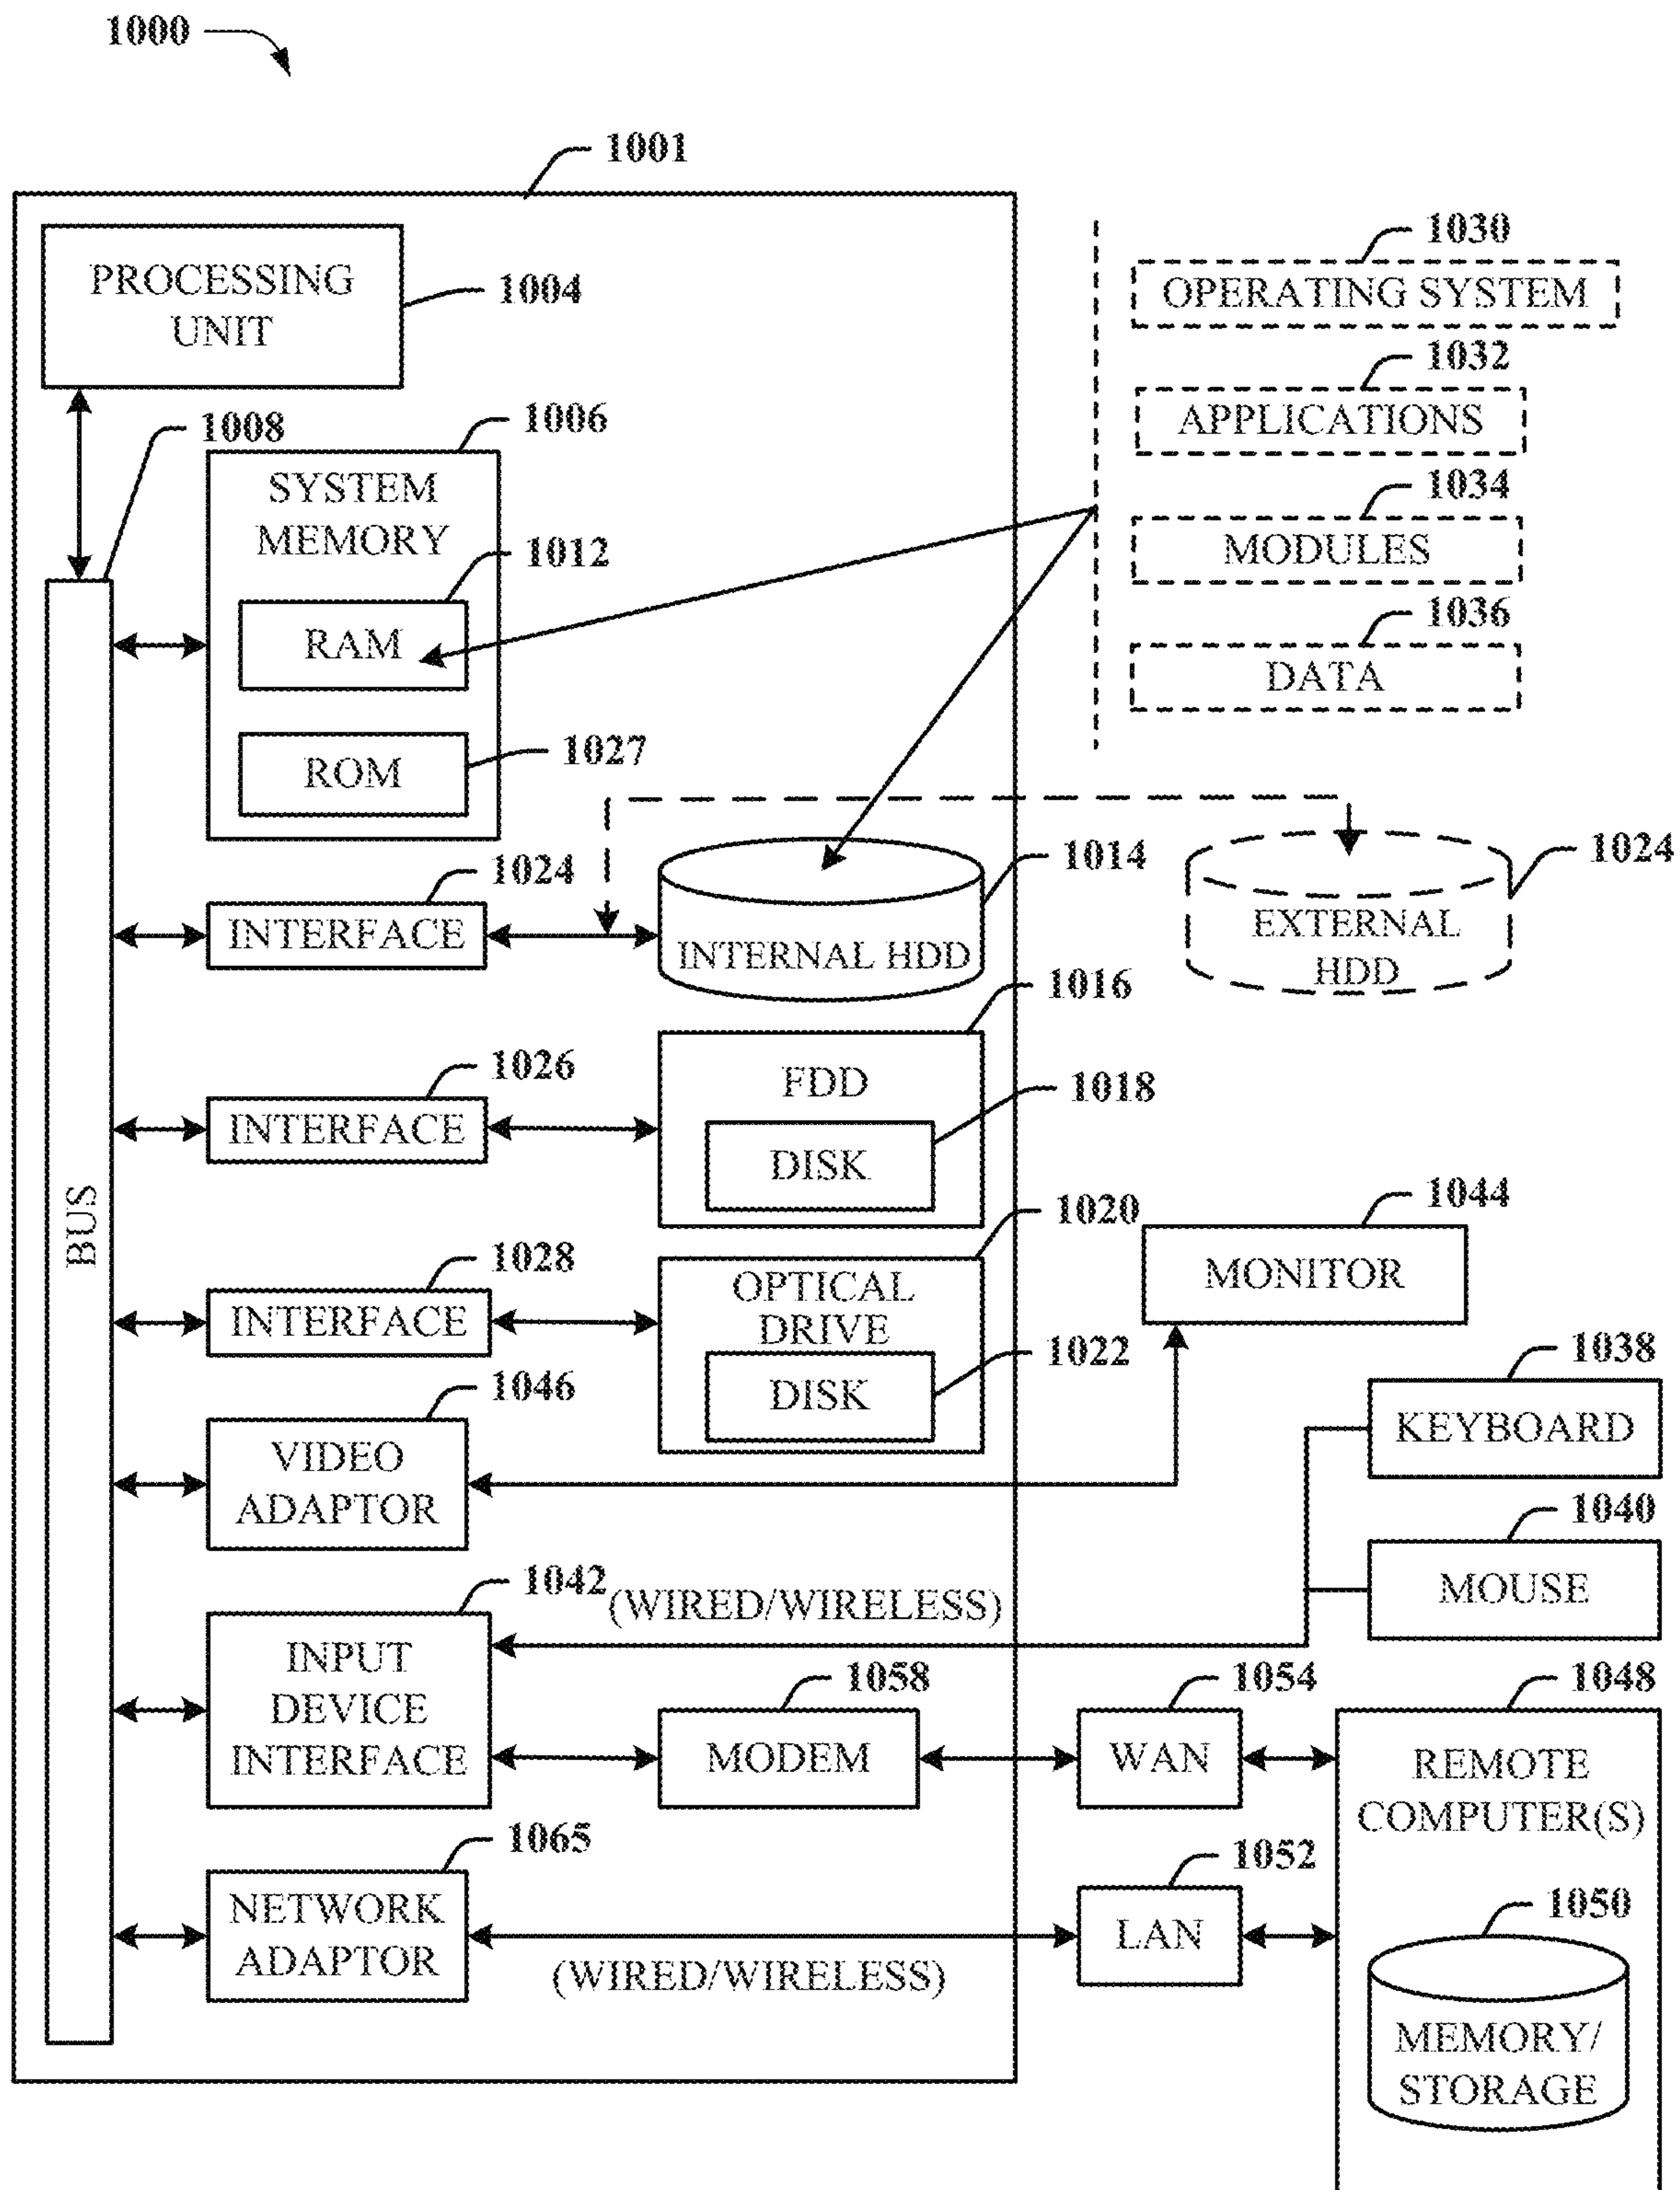 1000
1001
PROCESSING
UNIT
1004
1030
OPERATING SYSTEM
1032
APPLICATIONS
1034
MODULES
1036
DATA
1008
1006
SYSTEM
MEMORY
1012
RAM
1027
ROM
BUS
1024
INTERFACE
1014
INTERNAL HDD
1024
EXTERNAL
HDD
1016
FDD
1026
INTERFACE
1018
DISK
1020
OPTICAL
DRIVE
1028
INTERFACE
1022
DISK
1044
MONITOR
1046
VIDEO
ADAPTOR
1038
KEYBOARD
1040
MOUSE
1042
(WIRED/WIRELESS)
INPUT
DEVICE
INTERFACE
1058
MODEM
1054
WAN
1048
REMOTE
COMPUTER(S)
1065
NETWORK
ADAPTOR
(WIRED/WIRELESS)
1052
LAN
1050
MEMORY/
STORAGE